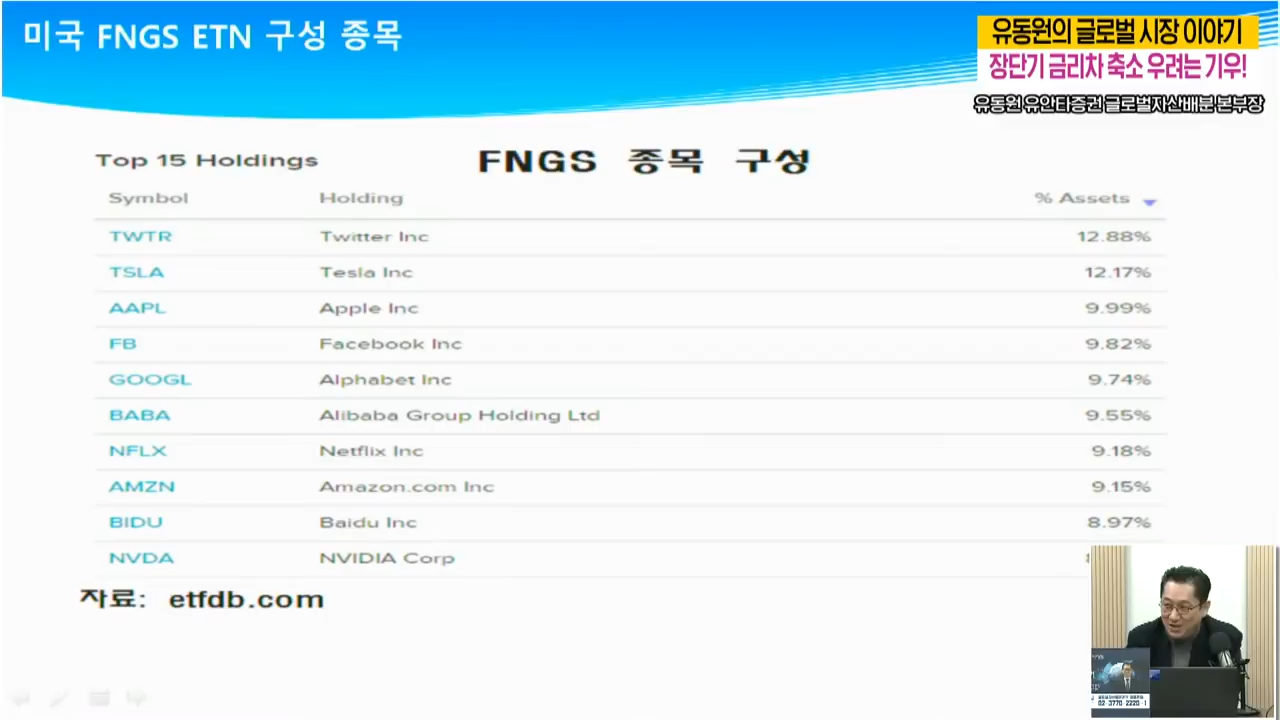 미국 FNGS ETN 구성 종목
유동원의 글로벌 시장 이야기
장단기 금리차 축소 우려는 기우!
유동원 유안타증권 글로벌자산배분 본부장
Top 15 Holdings
FNGS 종목 구성
Symbol Holding % Assets
TWTR Twitter Inc 12.88%
TSLA Tesla Inc 12.17%
AAPL Apple Inc 9.99%
FB Facebook Inc 9.82%
GOOGL Alphabet Inc 9.74%
BABA Alibaba Group Holding Ltd 9.55%
NFLX Netflix Inc 9.18%
AMZN Amazon.com Inc 9.15%
BIDU Baidu Inc 8.97%
NVDA NVIDIA Corp
자료: etfdb.com